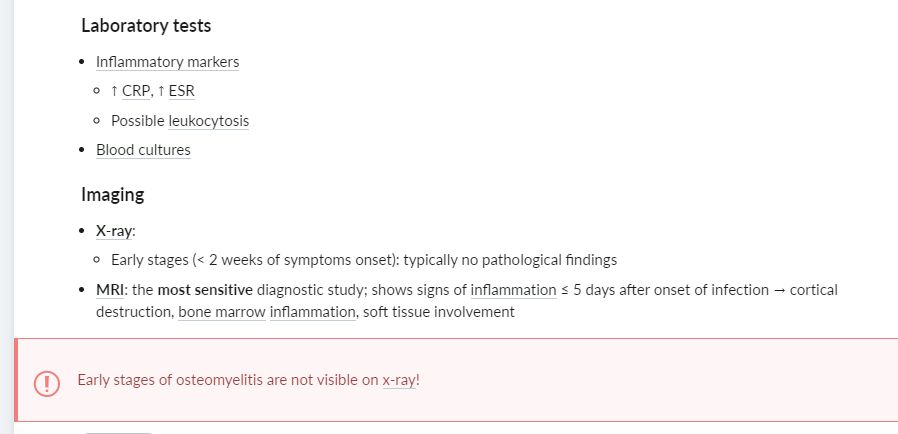 Laboratory tests
• Inflammatory markers
◦ ↑ CRP, ↑ ESR
◦ Possible leukocytosis
• Blood cultures
Imaging
• X-ray:
◦ Early stages (< 2 weeks of symptoms onset): typically no pathological findings
• MRI: the most sensitive diagnostic study; shows signs of inflammation ≤ 5 days after onset of infection → cortical
destruction, bone marrow inflammation, soft tissue involvement
Early stages of osteomyelitis are not visible on x-ray!